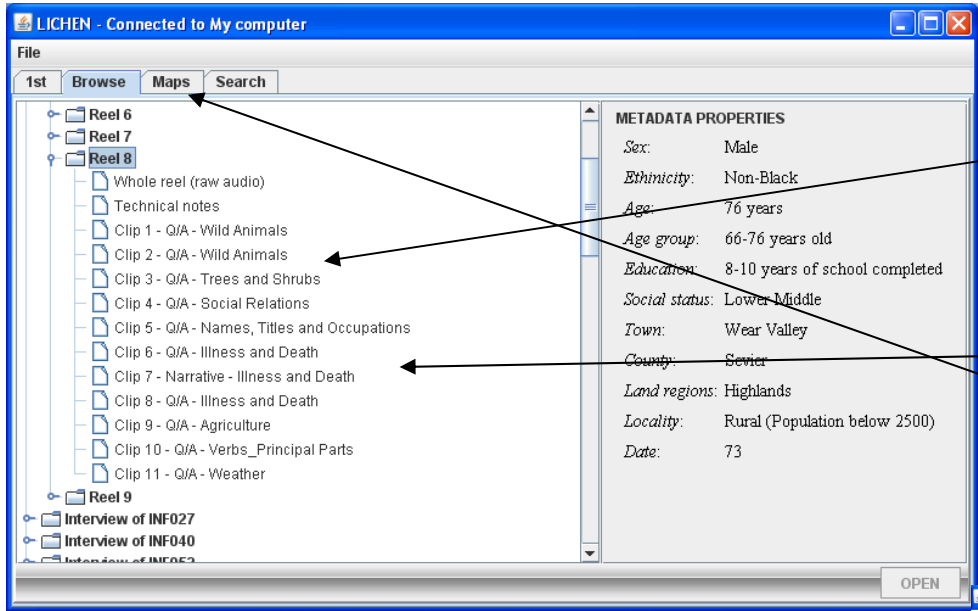 LICHEN - Connected to My computer
File
1st Browse Maps Search
Reel 6
Reel 7
Reel 8
Whole reel (raw audio)
Technical notes
Clip 1 - Q/A - Wild Animals
Clip 2 - Q/A - Wild Animals
Clip 3 - Q/A - Trees and Shrubs
Clip 4 - Q/A - Social Relations
Clip 5 - Q/A - Names, Titles and Occupations
Clip 6 - Q/A - Illness and Death
Clip 7 - Narrative - Illness and Death
Clip 8 - Q/A - Illness and Death
Clip 9 - Q/A - Agriculture
Clip 10 - Q/A - Verbs_Principal Parts
Clip 11 - Q/A - Weather
Reel 9
Interview of INF027
Interview of INF040
Interview of INF052
METADATA PROPERTIES
Sex: Male
Ethinicity: Non-Black
Age: 76 years
Age group: 66-76 years old
Education: 8-10 years of school completed
Social status: Lower Middle
Town: Wear Valley
County: Sevier
Land regions: Highlands
Locality: Rural (Population below 2500)
Date: 73
OPEN